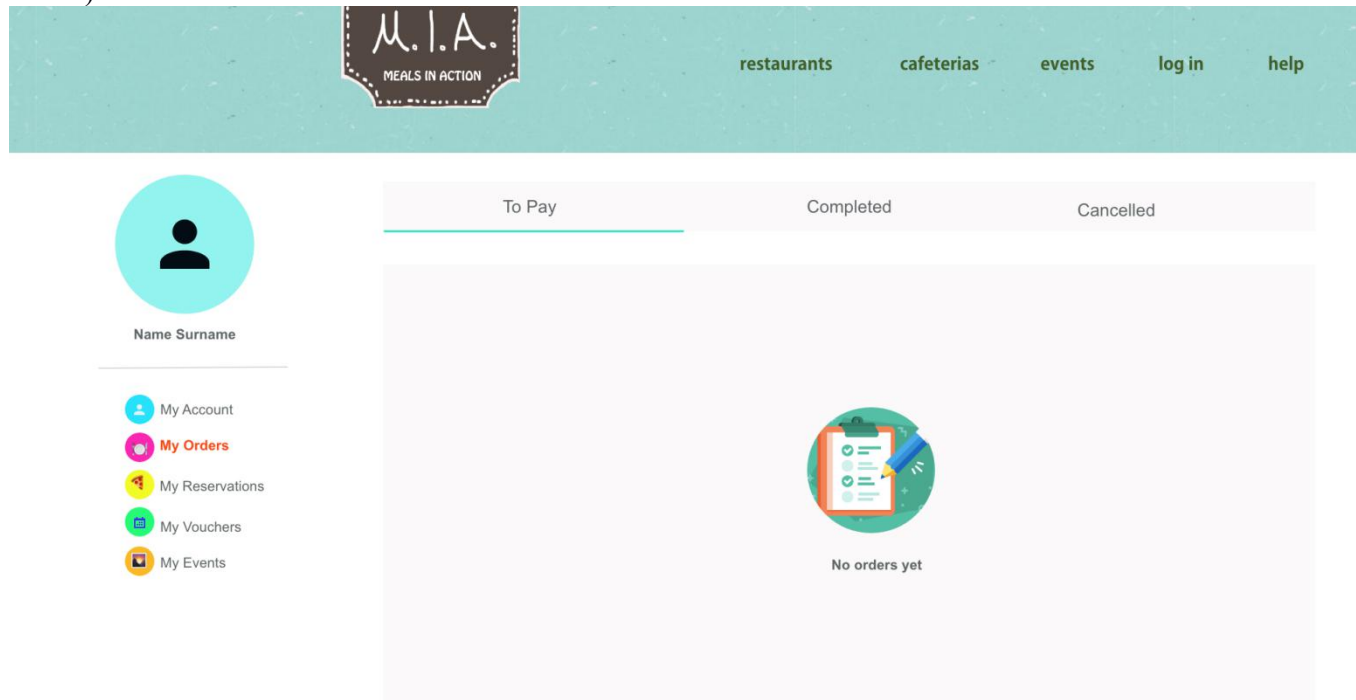 M.I.A.
MEALS IN ACTION
restaurants cafeterias events log in help
To Pay Completed Cancelled
Name Surname
My Account
My Orders
My Reservations
My Vouchers
My Events
No orders yet